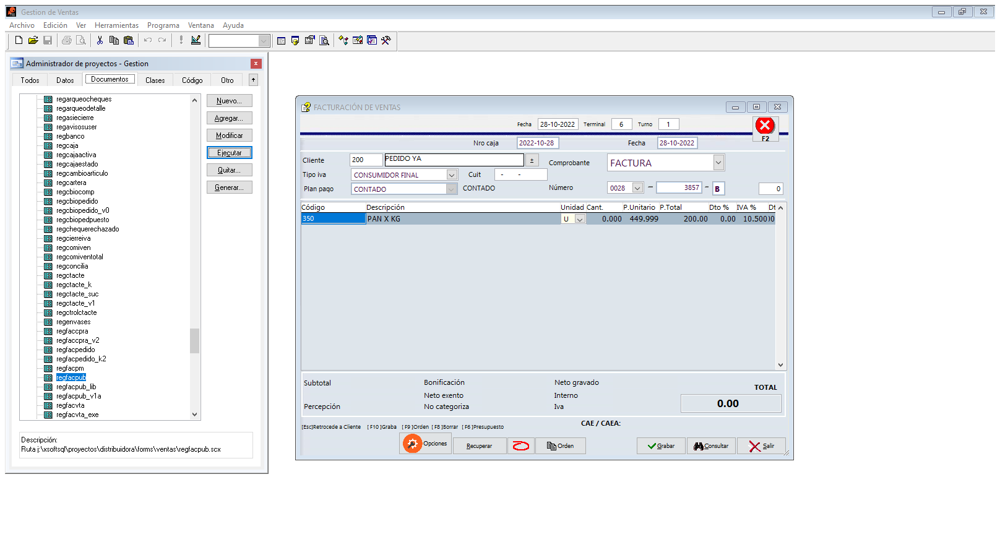 Gestion de Ventas
Archivo Edición Ver Herramientas Programa Ventana Ayuda
Administrador de proyectos - Gestion
Todos Datos Documentos Clases Código Otro
regarqueocheques
regarqueodetalle
regasiecierre
regavisosuser
regbanco
regcaja
regcajaactiva
regcajaestado
regcambioarticulo
regcartera
regcbiocomp
regcbiopedido
regcbiopedido_v0
regcbiopedpuesto
regchequerechazado
regcierreiva
regcomiven
regcomiventotal
regconcilia
regctacte
regctacte_k
regctacte_suc
regctacte_v1
regctrolctacte
regenvases
regfaccpra
regfaccpra_v2
regfacpedido
regfacpedido_k2
regfacpm
regfacpub
regfacpub_lib
regfacpub_v1a
regfacvta
regfacvta_exe
Nuevo...
Agregar...
Modificar
Ejecutar
Quitar...
Generar...
Descripción:
Ruta j:\xsoftsql\proyectos\distribuidora\forms\ventas\regfacpub.scx
FACTURACIÓN DE VENTAS
Fecha 28-10-2022 Terminal 6 Turno 1
F2
Nro caja 2022-10-28 Fecha 28-10-2022
Cliente 200 PEDIDO YA ± Comprobante FACTURA
Tipo iva CONSUMIDOR FINAL Cuit - -
Plan pago CONTADO CONTADO Número 0028 - 3857 - B 0
Código Descripción Unidad Cant. P.Unitario P.Total Dto % IVA % Dt
350 PAN X KG U 0.000 449.999 200.00 0.00 10.500
Subtotal Bonificación Neto gravado TOTAL
Neto exento Interno
Percepción No categoriza Iva 0.00
CAE / CAEA:
[Esc]Retrocede a Cliente [ F10 ]Graba [ F9 ]Orden [ F8 ]Borrar [ F6 ]Presupuesto
Opciones Recuperar Orden Grabar Consultar Salir